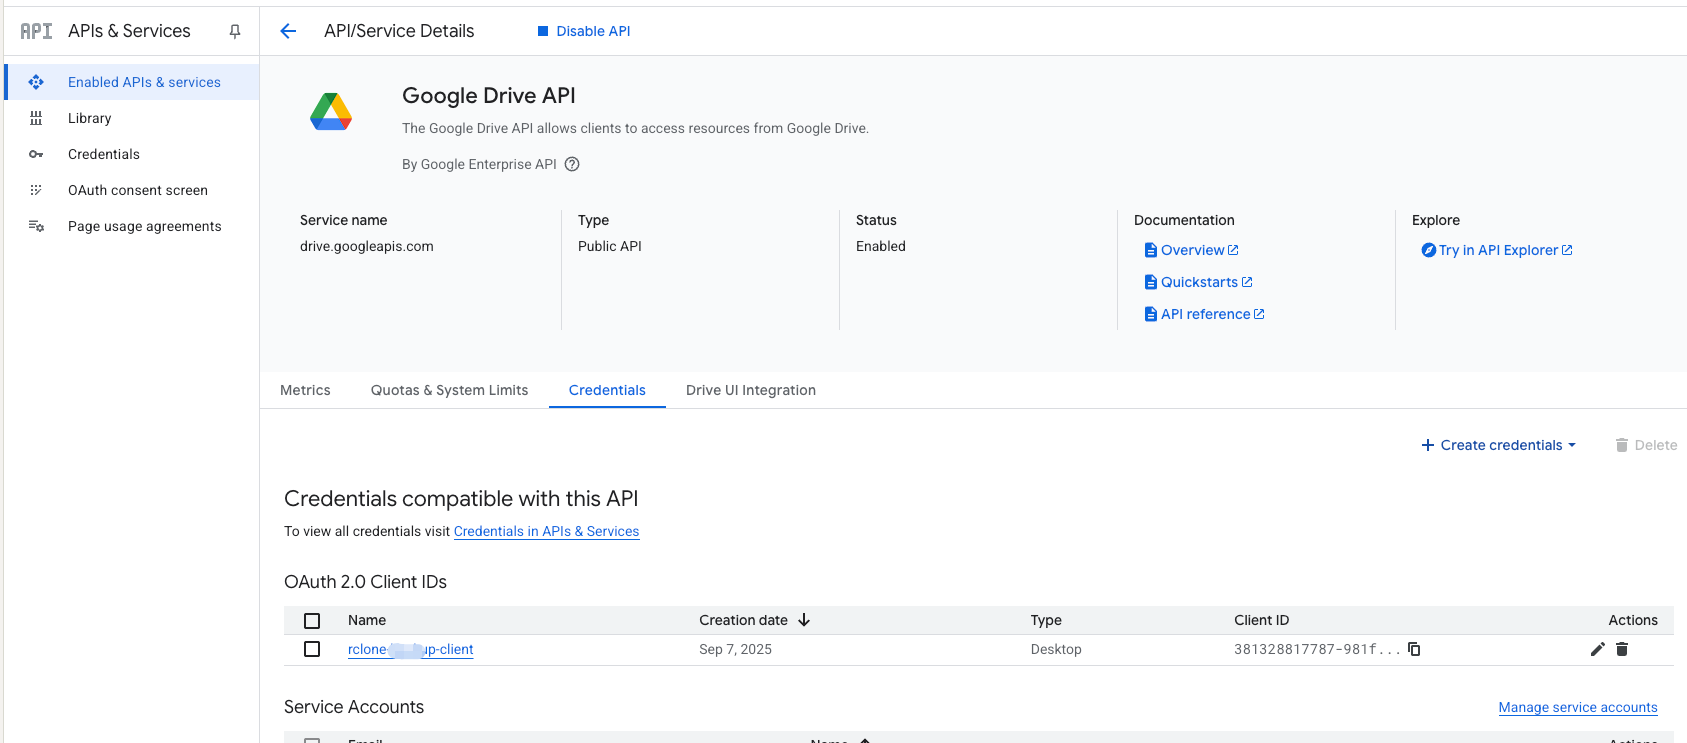 API APIs & Services
API/Service Details
Disable API
Enabled APIs & services
Library
Credentials
OAuth consent screen
Page usage agreements
Google Drive API
The Google Drive API allows clients to access resources from Google Drive.
By Google Enterprise API
Service name
drive.googleapis.com
Type
Public API
Status
Enabled
Documentation
Overview
Quickstarts
API reference
Explore
Try in API Explorer
Metrics Quotas & System Limits Credentials Drive UI Integration
+ Create credentials Delete
Credentials compatible with this API
To view all credentials visit Credentials in APIs & Services
OAuth 2.0 Client IDs
Name Creation date Type Client ID Actions
rclone- up-client Sep 7, 2025 Desktop 381328817787-981f...
Service Accounts Manage service accounts
Email Name Actions